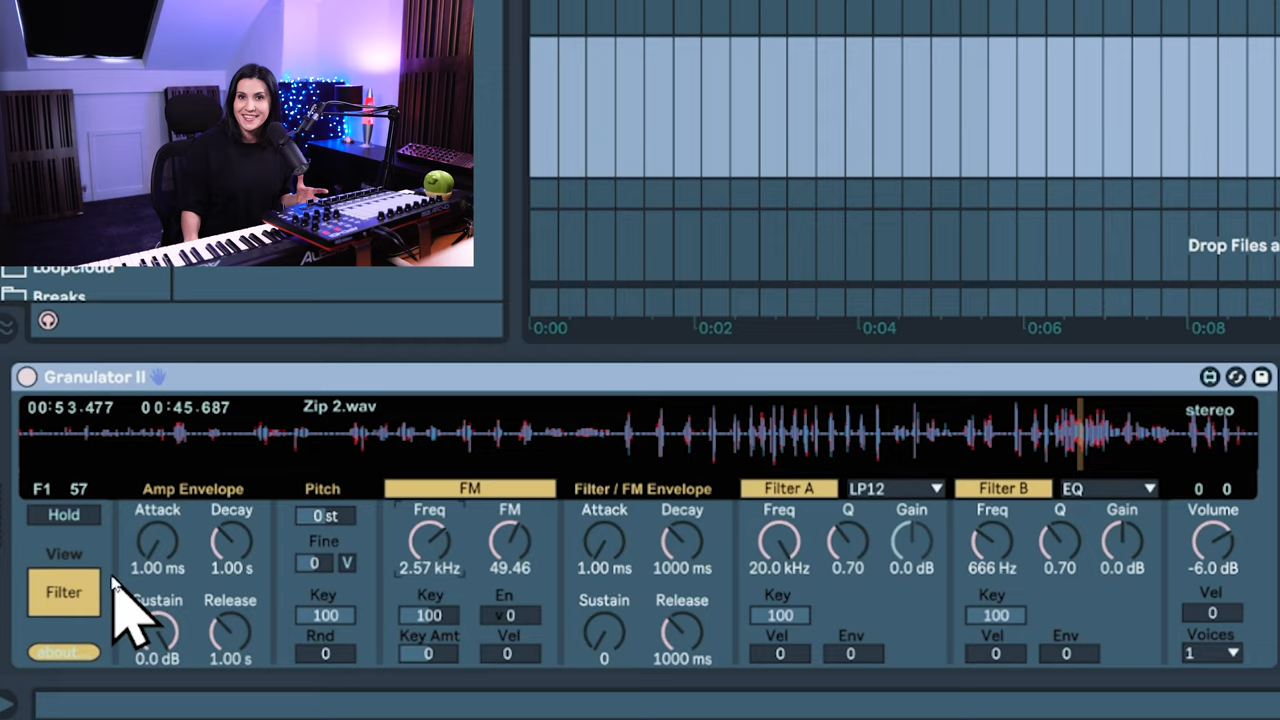 Loopcloud
Breaks
Drop Files a
0:00 0:02 0:04 0:06 0:08
Granulator II
00:53.477 00:45.687 Zip 2.wav stereo
F1 57 Amp Envelope Pitch FM Filter / FM Envelope Filter A LP12 Filter B EQ 0 0
Hold Attack Decay 0 st Freq FM Attack Decay Freq Q Gain Freq Q Gain Volume
View Fine
1.00 ms 1.00 s 0 V 2.57 kHz 49.46 1.00 ms 1000 ms 20.0 kHz 0.70 0.0 dB 666 Hz 0.70 0.0 dB -6.0 dB
Filter Sustain Release Key Key En Sustain Release Key Key Vel
100 100 v 0 100 100 0
Rnd Key Amt Vel Vel Env Vel Env Voices
about... 0.0 dB 1.00 s 0 0 0 0 1000 ms 0 0 0 0 1